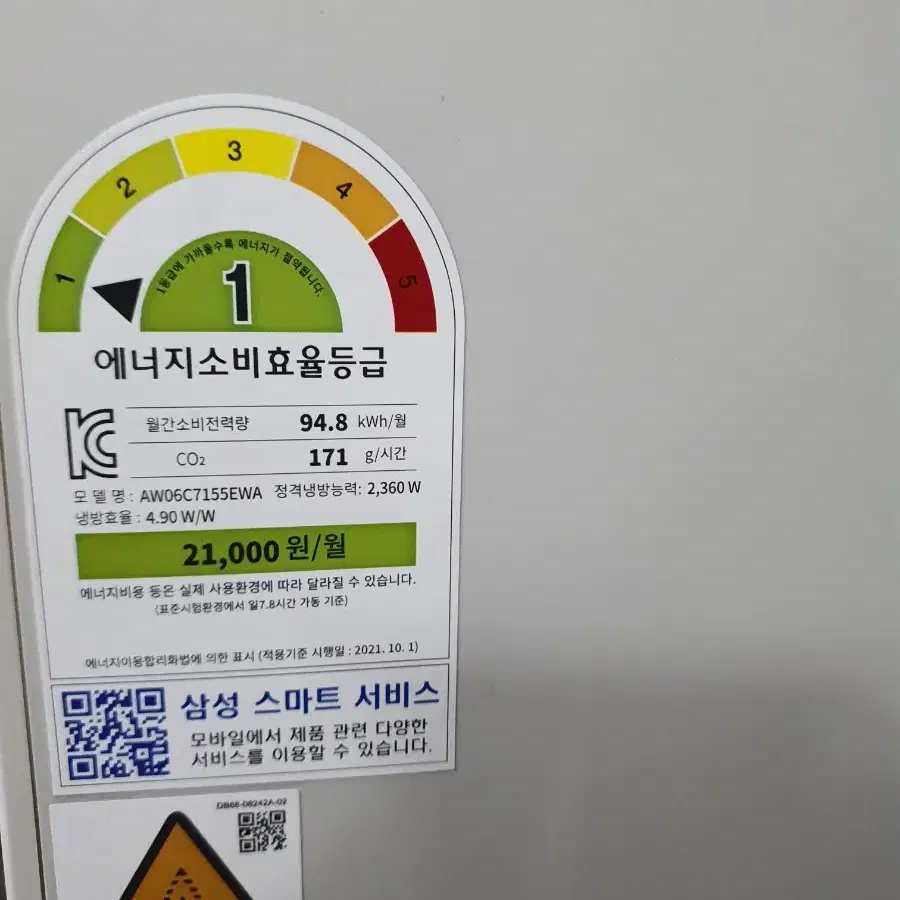 1
2
3
4
5
1등급에 가까울수록 에너지가 절약됩니다.
1
에너지소비효율등급
월간소비전력량 94.8 kWh/월
CO₂ 171 g/시간
모 델 명 : AW06C7155EWA 정격냉방능력: 2,360 W
냉방효율 : 4.90 W/W
21,000 원/월
에너지비용 등은 실제 사용환경에 따라 달라질 수 있습니다.
(표준시험환경에서 일7.8시간 가동 기준)
에너지이용합리화법에 의한 표시 (적용기준 시행일 : 2021. 10. 1)
삼성 스마트 서비스
모바일에서 제품 관련 다양한
서비스를 이용할 수 있습니다.
DB68-08242A-02